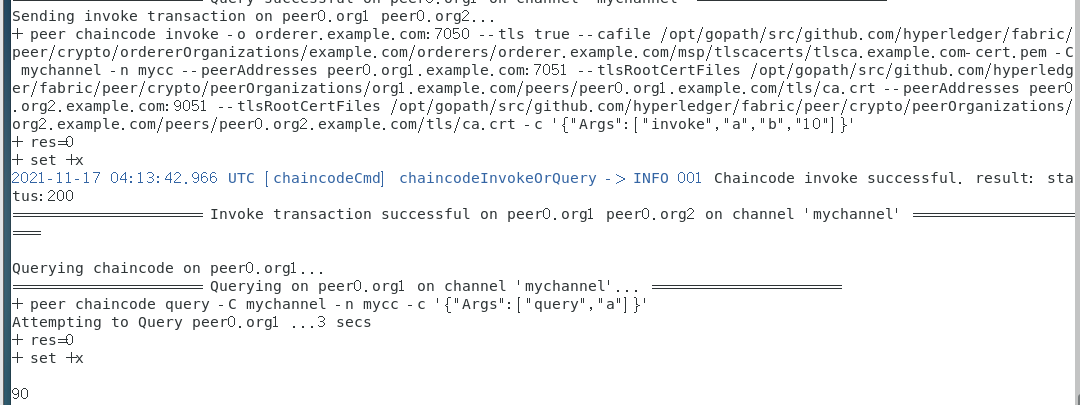 Query successful on peer0.org1 on channel 'mychannel'
Sending invoke transaction on peer0.org1 peer0.org2...
+ peer chaincode invoke -o orderer.example.com:7050 --tls true --cafile /opt/gopath/src/github.com/hyperledger/fabric/
peer/crypto/ordererOrganizations/example.com/orderers/orderer.example.com/msp/tlscacerts/tlsca.example.com-cert.pem -C
mychannel -n mycc --peerAddresses peer0.org1.example.com:7051 --tlsRootCertFiles /opt/gopath/src/github.com/hyperledg
er/fabric/peer/crypto/peerOrganizations/org1.example.com/peers/peer0.org1.example.com/tls/ca.crt --peerAddresses peer0
.org2.example.com:9051 --tlsRootCertFiles /opt/gopath/src/github.com/hyperledger/fabric/peer/crypto/peerOrganizations/
org2.example.com/peers/peer0.org2.example.com/tls/ca.crt -c '{"Args":["invoke","a","b","10"]}'
+ res=0
+ set +x
2021-11-17 04:13:42.966 UTC [chaincodeCmd] chaincodeInvokeOrQuery -> INFO 001 Chaincode invoke successful. result: sta
tus:200
===================== Invoke transaction successful on peer0.org1 peer0.org2 on channel 'mychannel' ==================
===

Querying chaincode on peer0.org1...
===================== Querying on peer0.org1 on channel 'mychannel'... =====================
+ peer chaincode query -C mychannel -n mycc -c '{"Args":["query","a"]}'
Attempting to Query peer0.org1 ...3 secs
+ res=0
+ set +x

90